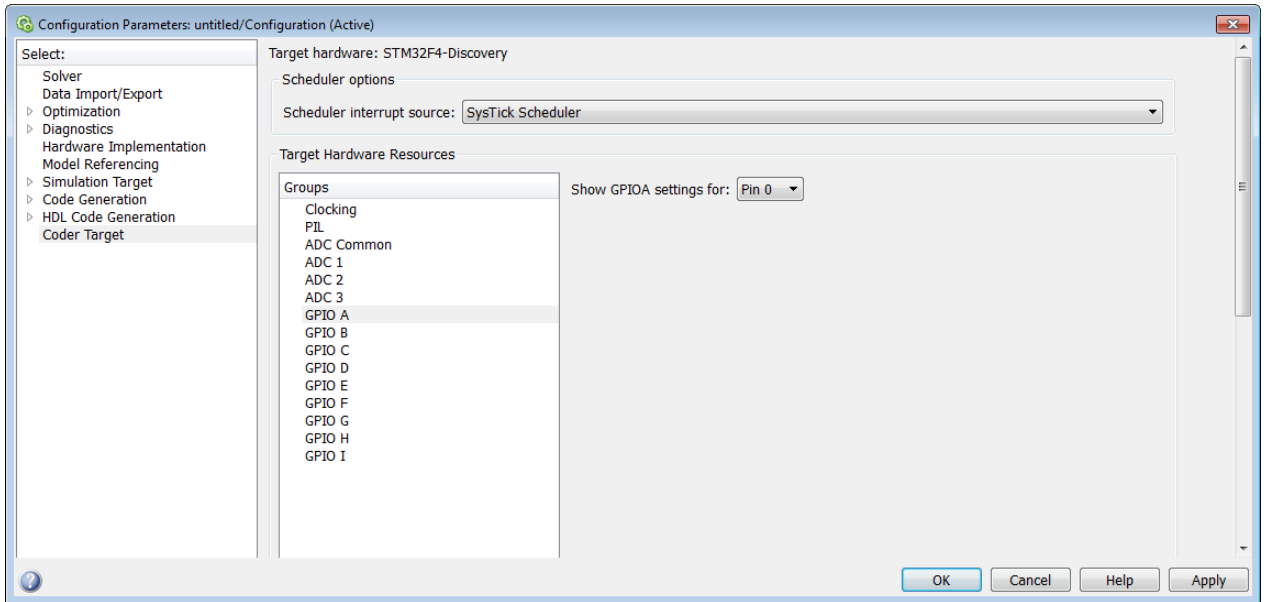 Configuration Parameters: untitled/Configuration (Active)
Select:
Solver
Data Import/Export
Optimization
Diagnostics
Hardware Implementation
Model Referencing
Simulation Target
Code Generation
HDL Code Generation
Coder Target
Target hardware: STM32F4-Discovery
Scheduler options
Scheduler interrupt source: SysTick Scheduler
Target Hardware Resources
Groups
Clocking
PIL
ADC Common
ADC 1
ADC 2
ADC 3
GPIO A
GPIO B
GPIO C
GPIO D
GPIO E
GPIO F
GPIO G
GPIO H
GPIO I
Show GPIOA settings for: Pin 0
OK Cancel Help Apply